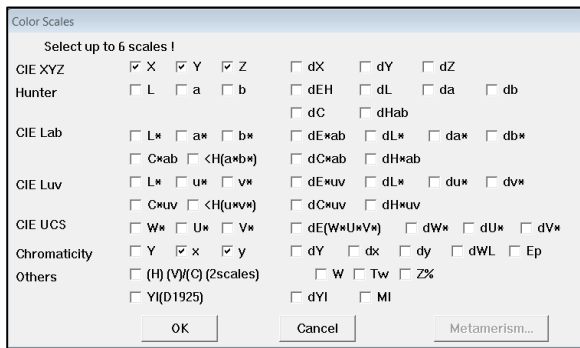 Color Scales
Select up to 6 scales !
CIE XYZ X Y Z dX dY dZ
Hunter L a b dEH dL da db
dC dHab
CIE Lab L* a* b* dE*ab dL* da* db*
C*ab <H(a*b*) dC*ab dH*ab
CIE Luv L* u* v* dE*uv dL* du* dv*
C*uv <H(u*v*) dC*uv dH*uv
CIE UCS W* U* V* dE(W*U*V*) dW* dU* dV*
Chromaticity Y x y dY dx dy dWL Ep
Others (H) (V)/(C) (2scales) W Tw Z%
YI(D1925) dYI MI
OK Cancel Metamerism...